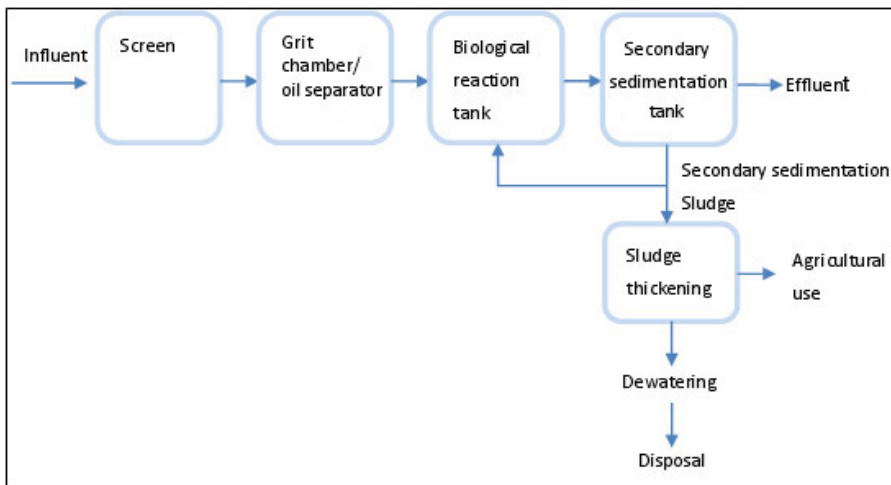 Influent
Screen
Grit
chamber/
oil separator
Biological
reaction
tank
Secondary
sedimentation
tank
Effluent
Secondary sedimentation
Sludge
Sludge
thickening
Agricultural
use
Dewatering
Disposal